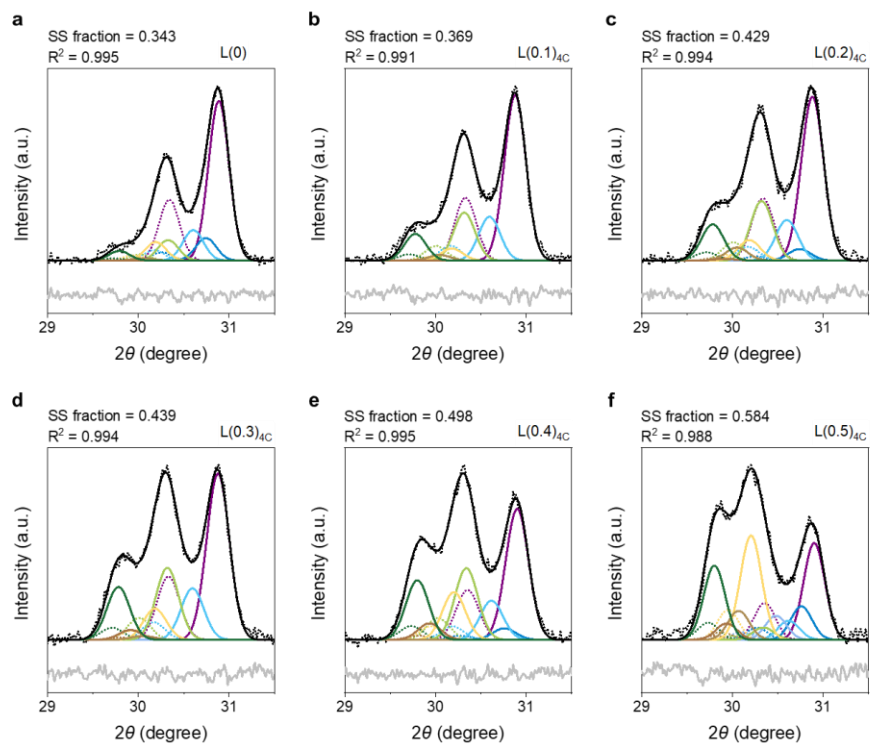 a
SS fraction = 0.343
R² = 0.995
L(0)
Intensity (a.u.)
29 30 31
2θ (degree)
b
SS fraction = 0.369
R² = 0.991
L(0.1)4C
Intensity (a.u.)
29 30 31
2θ (degree)
c
SS fraction = 0.429
R² = 0.994
L(0.2)4C
Intensity (a.u.)
29 30 31
2θ (degree)
d
SS fraction = 0.439
R² = 0.994
L(0.3)4C
Intensity (a.u.)
29 30 31
2θ (degree)
e
SS fraction = 0.498
R² = 0.995
L(0.4)4C
Intensity (a.u.)
29 30 31
2θ (degree)
f
SS fraction = 0.584
R² = 0.988
L(0.5)4C
Intensity (a.u.)
29 30 31
2θ (degree)